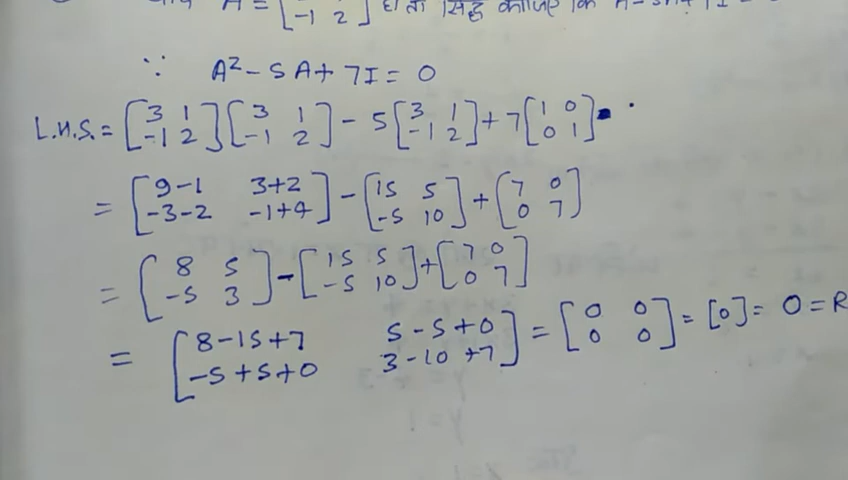 A = [ -1 2 ] हो तो सिद्ध कीजिए कि
∵ A² - 5A + 7I = 0
L.H.S. = [3 1 -1 2] [3 1 -1 2] - 5 [3 1 -1 2] + 7 [1 0 0 1]
= [9-1 3+2 -3-2 -1+4] - [15 5 -5 10] + [7 0 0 7]
= [8 5 -5 3] - [15 5 -5 10] + [7 0 0 7]
= [8-15+7 5-5+0 -5+5+0 3-10+7] = [0 0 0 0] = [0] = 0 = R